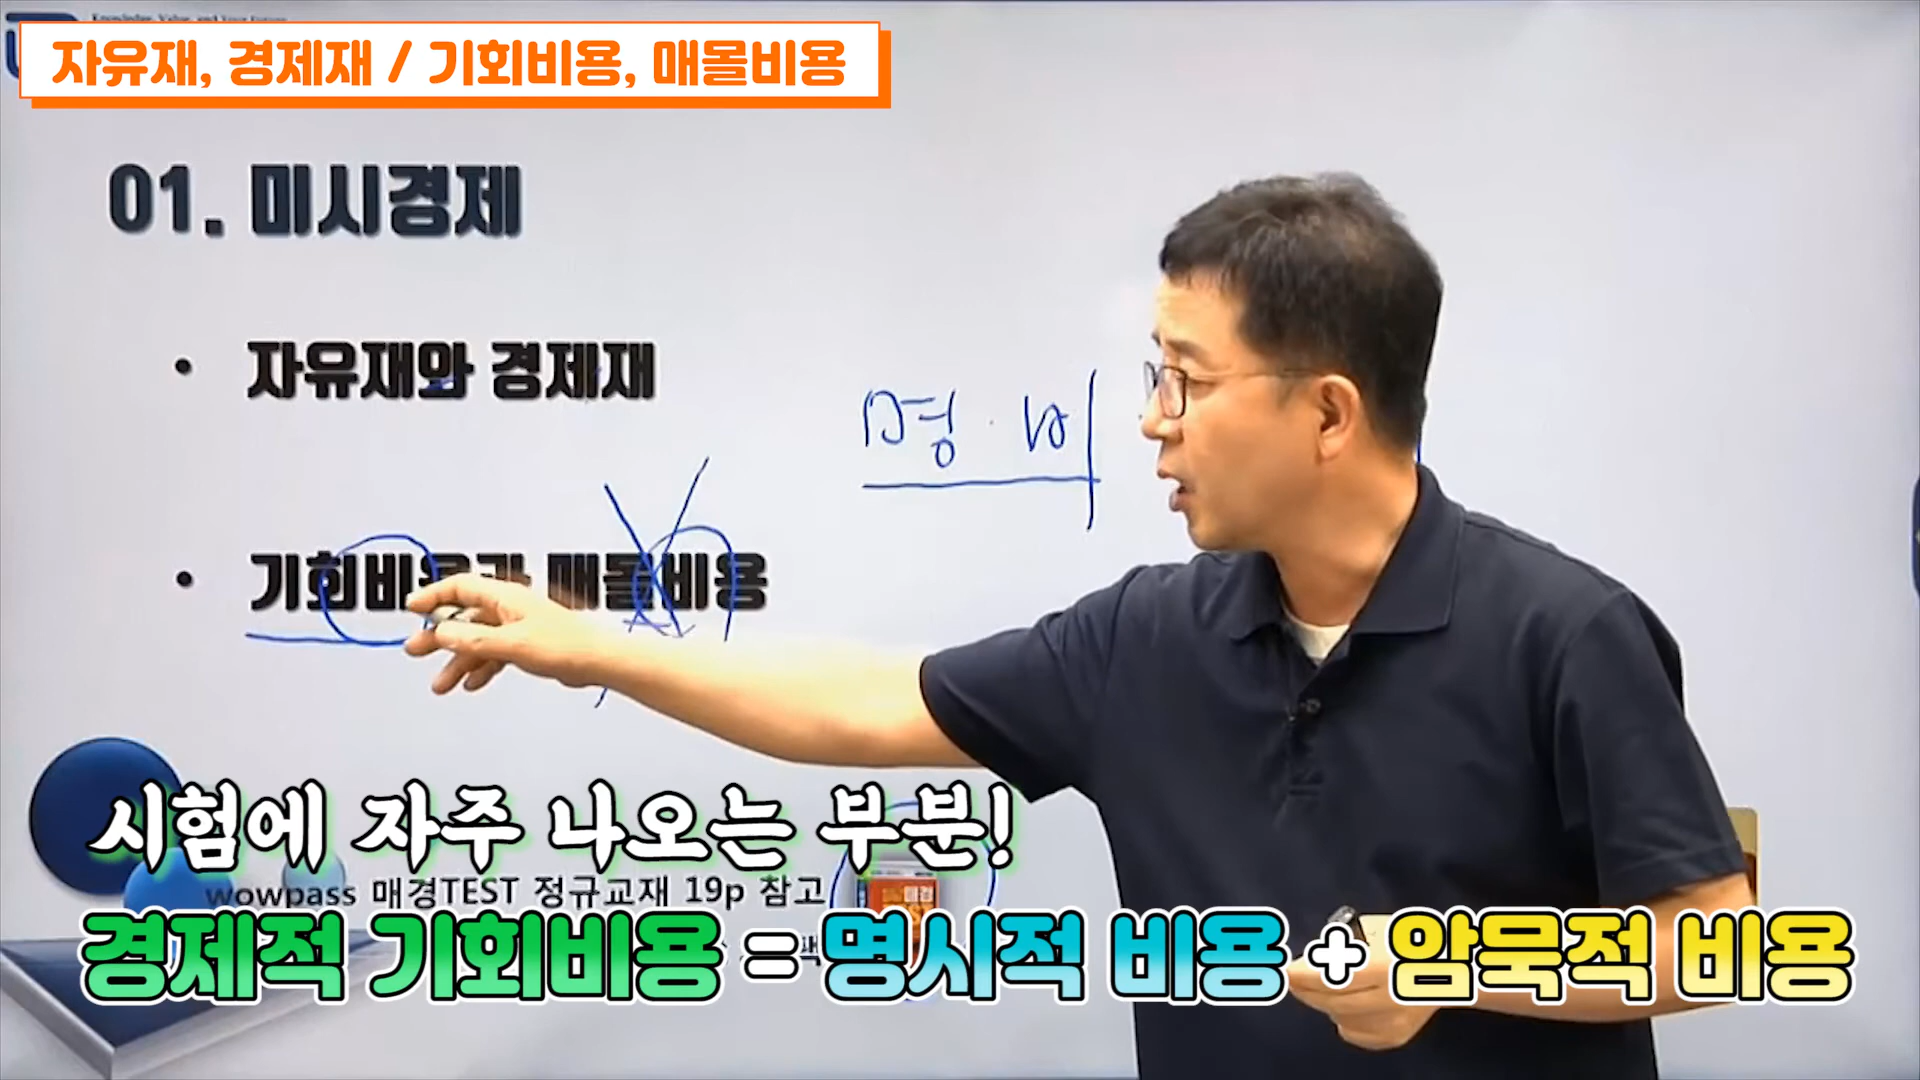 자유재, 경제재 / 기회비용, 매몰비용
01. 미시경제
• 자유재와 경제재
명·비
• 기회비용과 매몰비용
시험에 자주 나오는 부분!
wowpass 매경TEST 정규교재 19p 참고
경제적 기회비용 = 명시적 비용 + 암묵적 비용